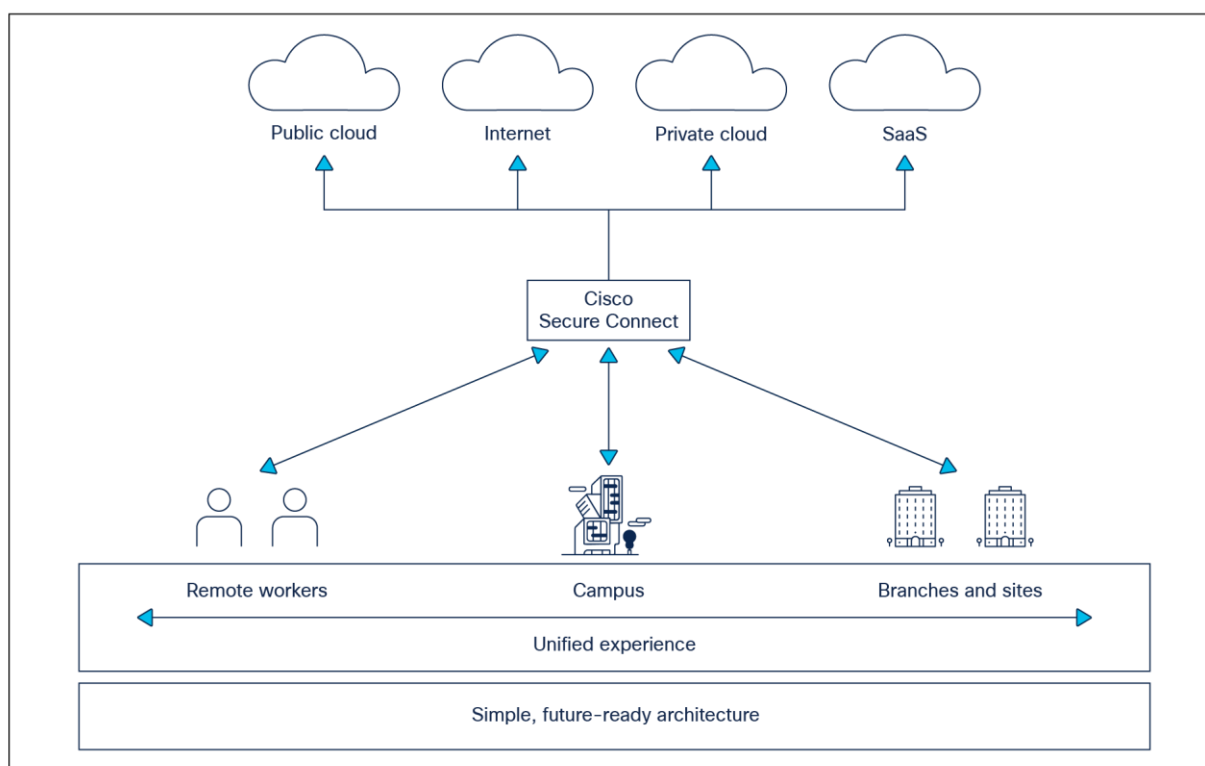 Public cloud
Internet
Private cloud
SaaS
Cisco
Secure Connect
Remote workers
Campus
Branches and sites
Unified experience
Simple, future-ready architecture